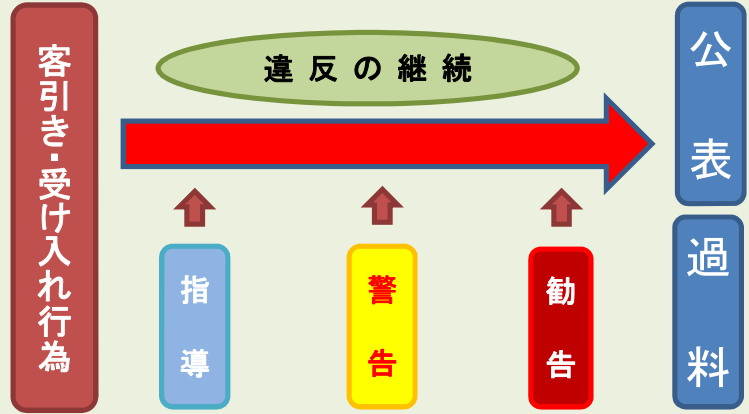 客引き・受け入れ行為
違反の継続
指導
警告
勧告
公表
過料